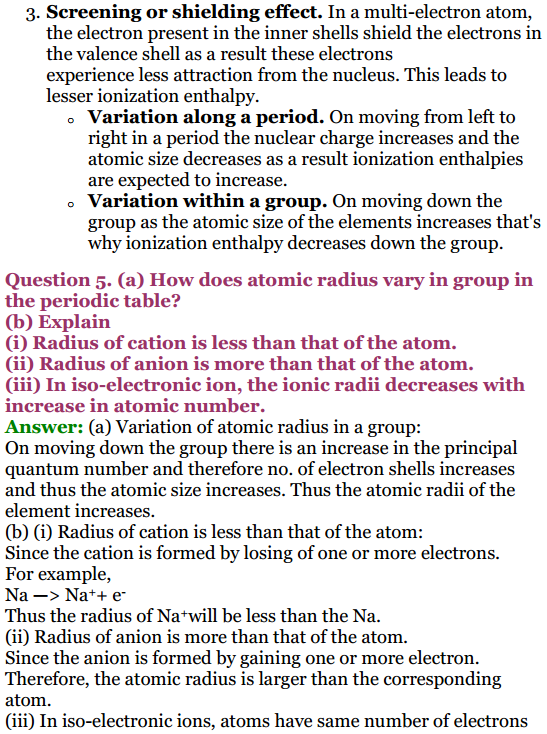 3. Screening or shielding effect. In a multi-electron atom,
the electron present in the inner shells shield the electrons in
the valence shell as a result these electrons
experience less attraction from the nucleus. This leads to
lesser ionization enthalpy.
◦ Variation along a period. On moving from left to
right in a period the nuclear charge increases and the
atomic size decreases as a result ionization enthalpies
are expected to increase.
◦ Variation within a group. On moving down the
group as the atomic size of the elements increases that's
why ionization enthalpy decreases down the group.
Question 5. (a) How does atomic radius vary in group in
the periodic table?
(b) Explain
(i) Radius of cation is less than that of the atom.
(ii) Radius of anion is more than that of the atom.
(iii) In iso-electronic ion, the ionic radii decreases with
increase in atomic number.
Answer: (a) Variation of atomic radius in a group:
On moving down the group there is an increase in the principal
quantum number and therefore no. of electron shells increases
and thus the atomic size increases. Thus the atomic radii of the
element increases.
(b) (i) Radius of cation is less than that of the atom:
Since the cation is formed by losing of one or more electrons.
For example,
Na —> Na⁺+ e⁻
Thus the radius of Na⁺will be less than the Na.
(ii) Radius of anion is more than that of the atom.
Since the anion is formed by gaining one or more electron.
Therefore, the atomic radius is larger than the corresponding
atom.
(iii) In iso-electronic ions, atoms have same number of electrons